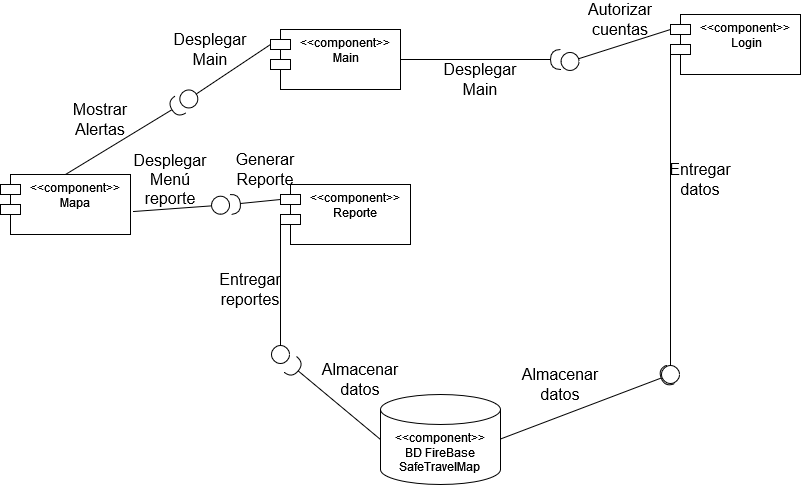 Autorizar
cuentas
Desplegar
Main
<<component>>
Main
<<component>>
Login
Desplegar
Main
Mostrar
Alertas
Desplegar
Menú
reporte
Generar
Reporte
Entregar
datos
<<component>>
Mapa
<<component>>
Reporte
Entregar
reportes
Almacenar
datos
Almacenar
datos
<<component>>
BD FireBase
SafeTravelMap